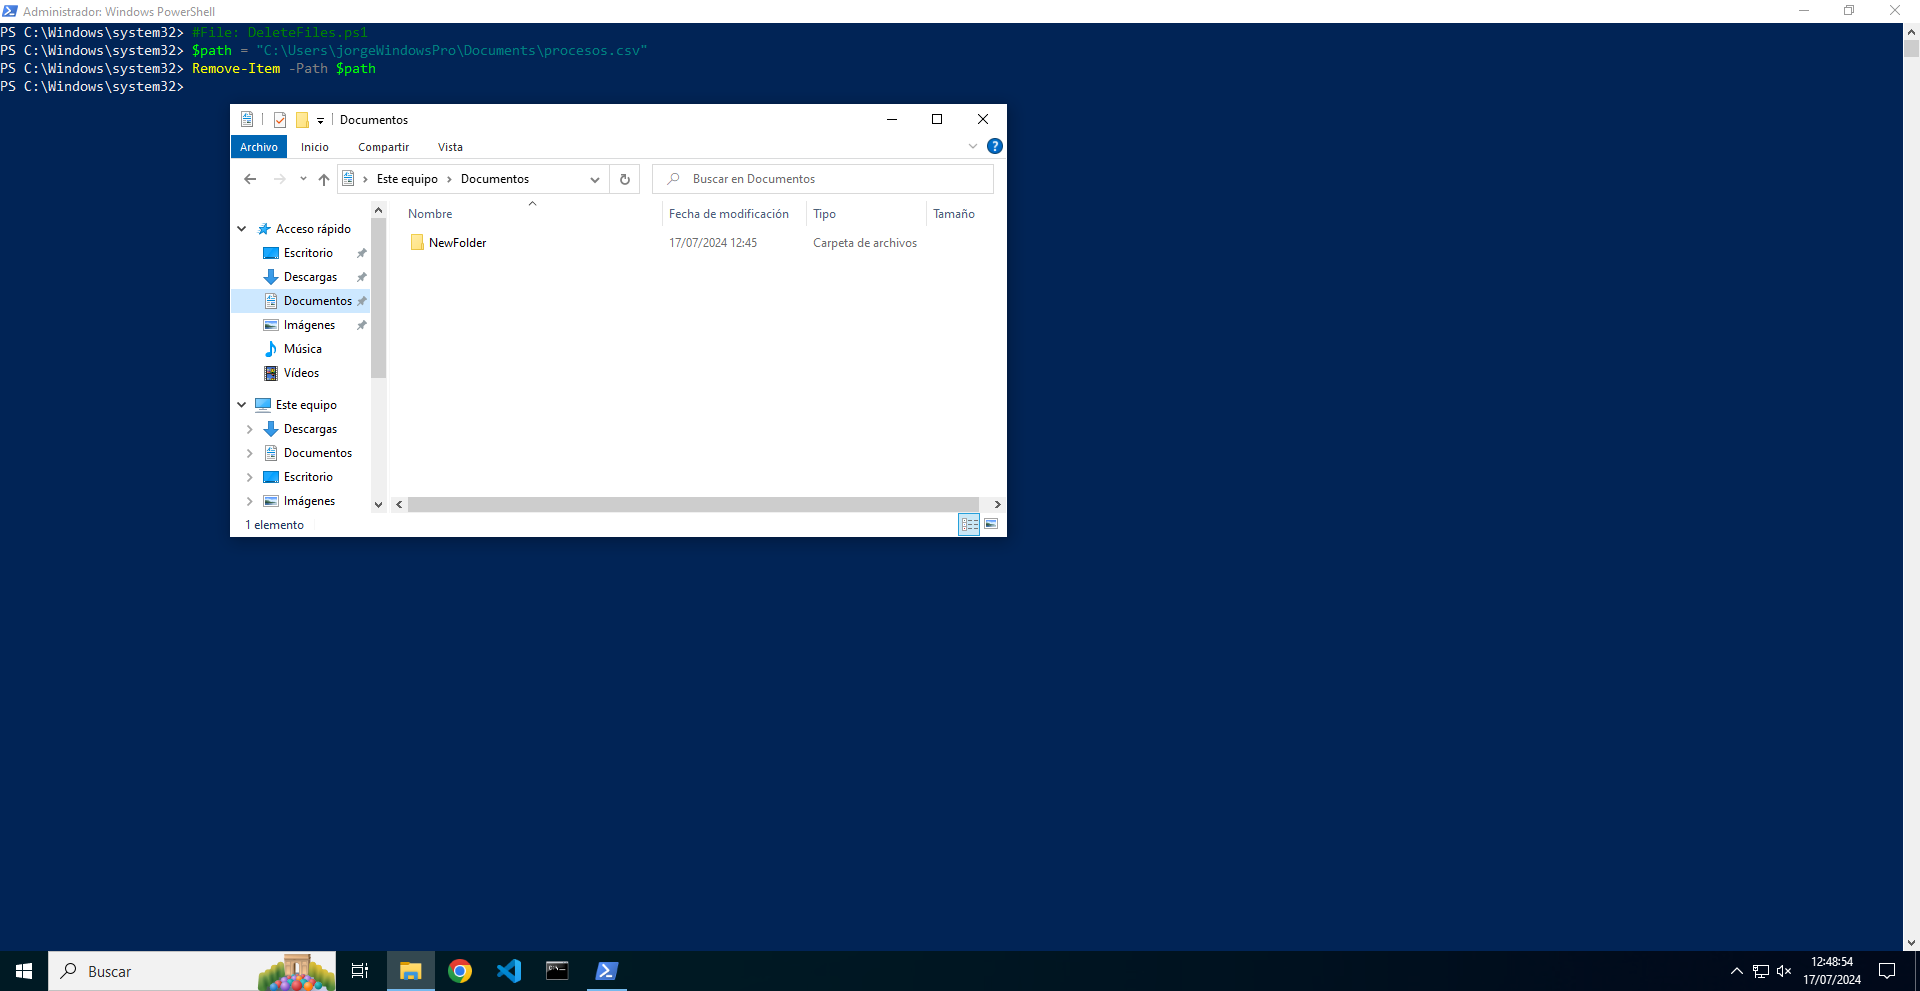 Administrador: Windows PowerShell
PS C:\Windows\system32> #File: DeleteFiles.ps1
PS C:\Windows\system32> $path = "C:\Users\jorgeWindowsPro\Documents\procesos.csv"
PS C:\Windows\system32> Remove-Item -Path $path
PS C:\Windows\system32>
Documentos
Archivo Inicio Compartir Vista
Este equipo Documentos
Buscar en Documentos
Nombre Fecha de modificación Tipo Tamaño
NewFolder 17/07/2024 12:45 Carpeta de archivos
Acceso rápido
Escritorio
Descargas
Documentos
Imágenes
Música
Vídeos
Este equipo
Descargas
Documentos
Escritorio
Imágenes
1 elemento
Buscar
12:48:54
17/07/2024